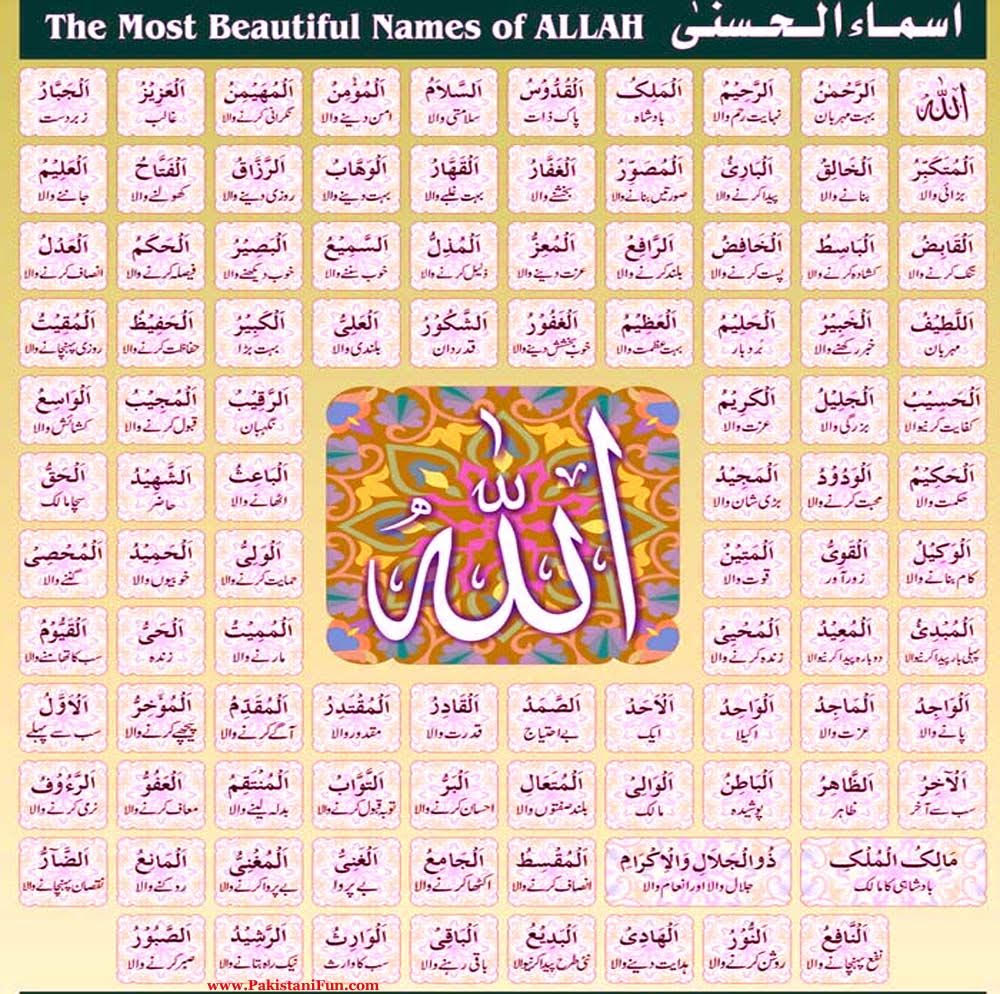 The Most Beautiful Names of ALLAH اسماء الحسنیٰ
اَللّٰهُ
اَلرَّحْمٰنُ
بہت مہربان
اَلرَّحِيْمُ
نہایت رحم والا
اَلْمَلِكُ
بادشاہ
اَلْقُدُّوْسُ
پاک ذات
اَلسَّلَامُ
سلامتی والا
اَلْمُؤْمِنُ
امن دینے والا
اَلْمُهَيْمِنُ
نگرانی کرنے والا
اَلْعَزِيْزُ
غالب
اَلْجَبَّارُ
زبردست
اَلْمُتَكَبِّرُ
بڑائی والا
اَلْخَالِقُ
بنانے والا
اَلْبَارِئُ
پیدا کرنے والا
اَلْمُصَوِّرُ
صورتیں بنانے والا
اَلْغَفَّارُ
بخشنے والا
اَلْقَهَّارُ
بہت غلبے والا
اَلْوَهَّابُ
بہت دینے والا
اَلرَّزَّاقُ
روزی دینے والا
اَلْفَتَّاحُ
کھولنے والا
اَلْعَلِيْمُ
جاننے والا
اَلْقَابِضُ
تنگ کرنے والا
اَلْبَاسِطُ
کشادہ کرنے والا
اَلْخَافِضُ
پست کرنے والا
اَلرَّافِعُ
بلند کرنے والا
اَلْمُعِزُّ
عزت دینے والا
اَلْمُذِلُّ
ذلیل کرنے والا
اَلسَّمِيْعُ
خوب سننے والا
اَلْبَصِيْرُ
خوب دیکھنے والا
اَلْحَكَمُ
فیصلہ کرنے والا
اَلْعَدْلُ
انصاف کرنے والا
اَللَّطِيْفُ
مہربان
اَلْخَبِيْرُ
خبر رکھنے والا
اَلْحَلِيْمُ
بُردبار
اَلْعَظِيْمُ
بہت عظمت والا
اَلْغَفُوْرُ
خوب بخشش دینے والا
اَلشَّكُوْرُ
قدردان
اَلْعَلِيُّ
بلندی والا
اَلْكَبِيْرُ
بہت بڑا
اَلْحَفِيْظُ
حفاظت کرنے والا
اَلْمُقِيْتُ
روزی پہنچانے والا
اَلْحَسِيْبُ
کفایت کرنیوالا
اَلْجَلِيْلُ
بزرگی والا
اَلْكَرِيْمُ
عزت والا
اَلرَّقِيْبُ
نگہبان
اَلْمُجِيْبُ
قبول کرنے والا
اَلْوَاسِعُ
کشائش والا
اَلْحَكِيْمُ
حکمت والا
اَلْوَدُوْدُ
محبت کرنے والا
اَلْمَجِيْدُ
بڑی شان والا
اَللّٰهُ
اَلْبَاعِثُ
اٹھانے والا
اَلشَّهِيْدُ
حاضر
اَلْحَقُّ
سچا مالک
اَلْوَكِيْلُ
کام بنانے والا
اَلْقَوِىُّ
زور آور
اَلْمَتِيْنُ
قوت والا
اَلْوَلِىُّ
حمایت کرنے والا
اَلْحَمِيْدُ
خوبیوں والا
اَلْمُحْصِىْ
گننے والا
اَلْمُبْدِئُ
پہلی بار پیدا کرنیوالا
اَلْمُعِيْدُ
دوبارہ پیدا کرنیوالا
اَلْمُحْيِىْ
زندہ کرنے والا
اَلْمُمِيْتُ
مارنے والا
اَلْحَىُّ
زندہ
اَلْقَيُّوْمُ
سب کا تھامنے والا
اَلْوَاجِدُ
پانے والا
اَلْمَاجِدُ
عزت والا
اَلْوَاحِدُ
اکیلا
اَلْاَحَدُ
ایک
اَلصَّمَدُ
بے احتیاج
اَلْقَادِرُ
قدرت والا
اَلْمُقْتَدِرُ
مقدور والا
اَلْمُقَدِّمُ
آگے کرنے والا
اَلْمُؤَخِّرُ
پیچھے کرنے والا
اَلْاَوَّلُ
سب سے پہلے
اَلْاٰخِرُ
سب سے آخر
اَلظَّاهِرُ
ظاہر
اَلْبَاطِنُ
پوشیدہ
اَلْوَالِىْ
مالک
اَلْمُتَعَالِ
بلند صفتوں والا
اَلْبَرُّ
احسان کرنے والا
اَلتَّوَّابُ
توبہ قبول کرنے والا
اَلْمُنْتَقِمُ
بدلہ لینے والا
اَلْعَفُوُّ
معاف کرنے والا
اَلرَّءُوْفُ
نرمی کرنے والا
مَالِكُ الْمُلْكِ
بادشاہی کا مالک
ذُوالْجَلَالِ وَالْاِكْرَامِ
جلال والا اور انعام والا
اَلْمُقْسِطُ
انصاف کرنے والا
اَلْجَامِعُ
اکٹھا کرنے والا
اَلْغَنِىُّ
بے پروا
اَلْمُغْنِىُّ
بے پروا کرنے والا
اَلْمَانِعُ
روکنے والا
اَلضَّآرُّ
نقصان پہنچانے والا
اَلنَّافِعُ
نفع پہنچانے والا
اَلنُّوْرُ
روشن کرنے والا
اَلْهَادِىْ
ہدایت دینے والا
اَلْبَدِيْعُ
نئی طرح پیدا کرنیوالا
اَلْبَاقِىْ
باقی رہنے والا
اَلْوَارِثُ
سب کا وارث
اَلرَّشِيْدُ
نیک راہ بتانے والا
اَلصَّبُوْرُ
صبر کرنے والا
www.PakistaniFun.com